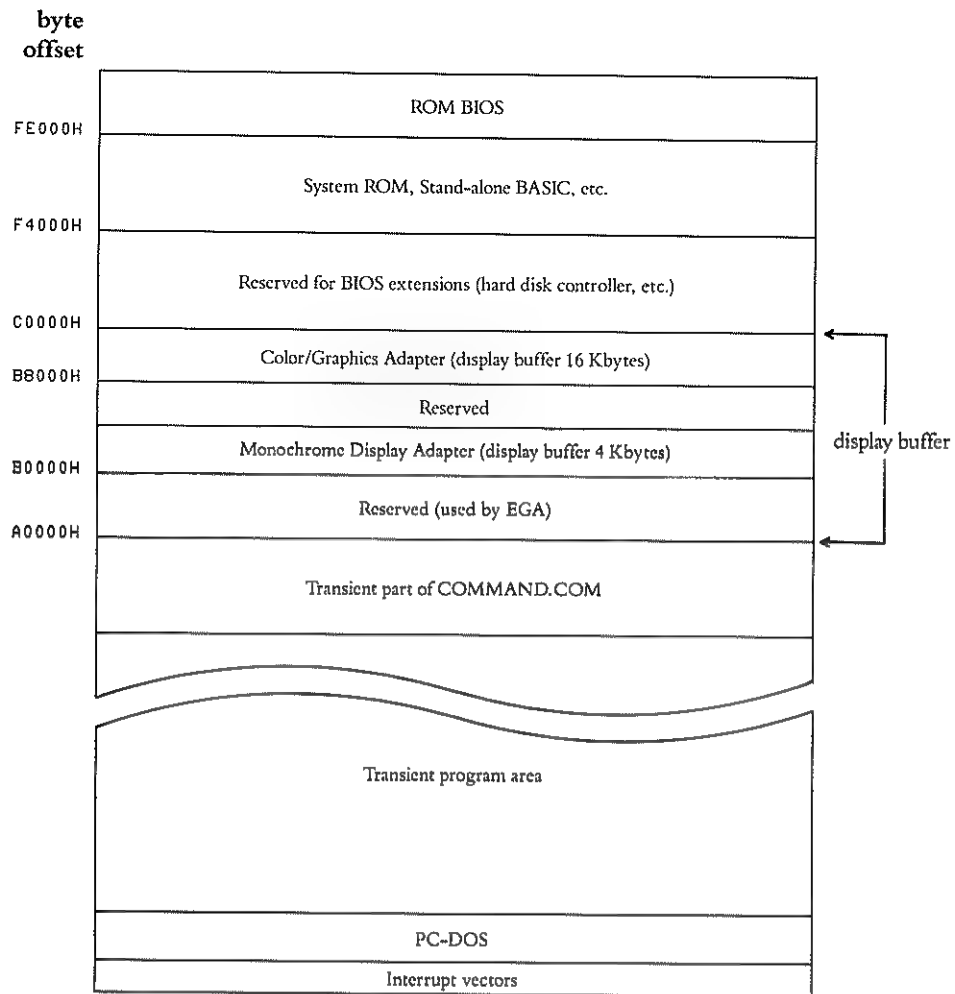 byte
offset
ROM BIOS
FE000H
System ROM, Stand-alone BASIC, etc.
F4000H
Reserved for BIOS extensions (hard disk controller, etc.)
C0000H
Color/Graphics Adapter (display buffer 16 Kbytes)
B8000H
Reserved
display buffer
Monochrome Display Adapter (display buffer 4 Kbytes)
B0000H
Reserved (used by EGA)
A0000H
Transient part of COMMAND.COM
Transient program area
PC-DOS
Interrupt vectors